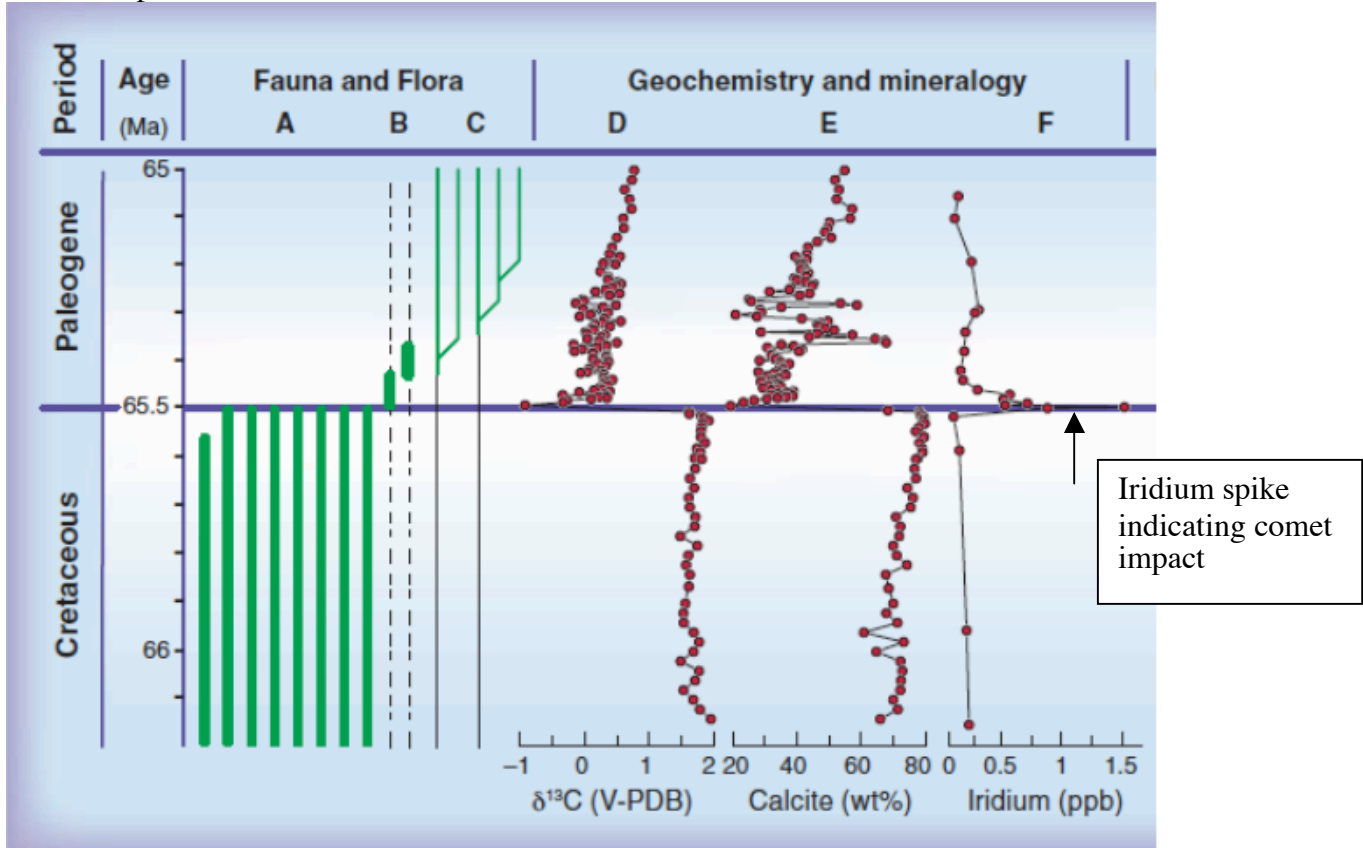 Period
Age
(Ma)
Fauna and Flora
Geochemistry and mineralogy
A B C D E F
65
Paleogene
65.5
Cretaceous
66
Iridium spike
indicating comet
impact
–1 0 1 2 20 40 60 80 0 0.5 1 1.5
δ¹³C (V-PDB) Calcite (wt%) Iridium (ppb)